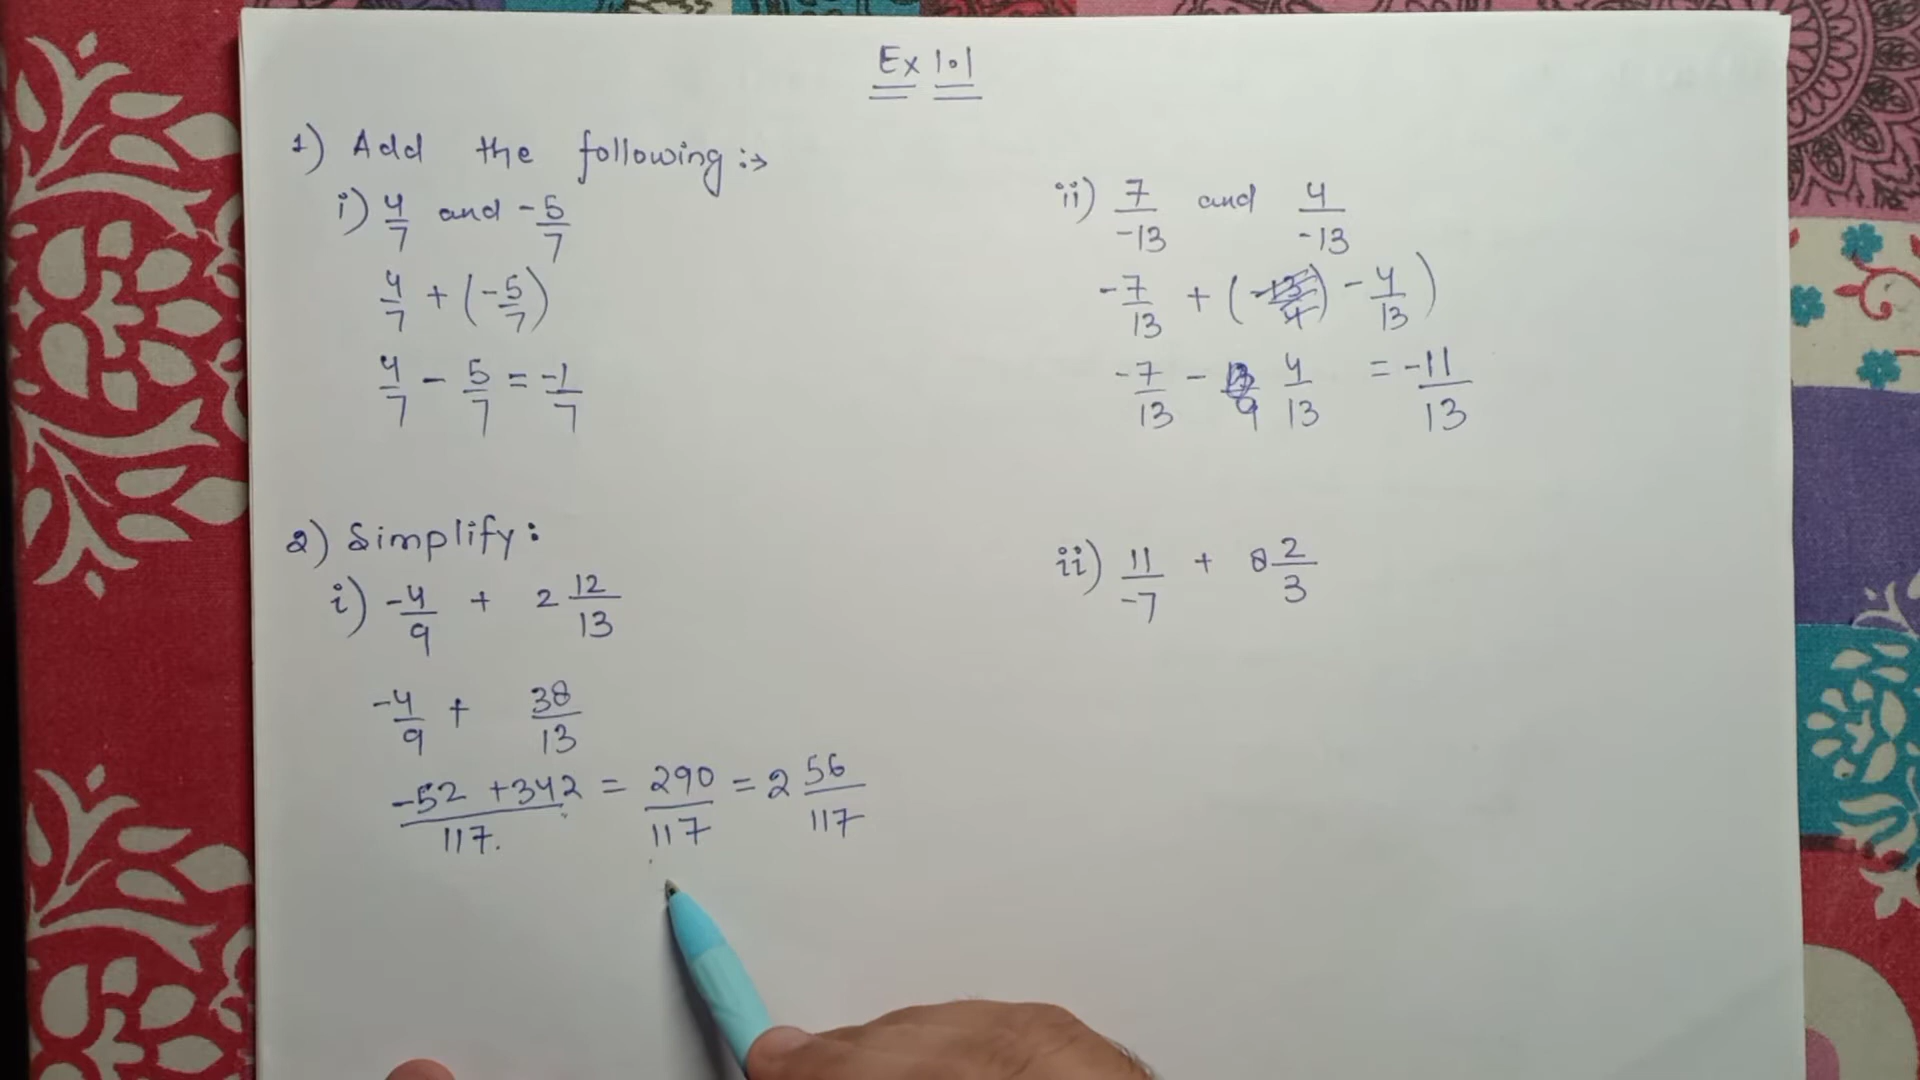 Ex 1.1
1) Add the following :→
i) 4/7 and -5/7
4/7 + (-5/7)
4/7 - 5/7 = -1/7
ii) 7/-13 and 4/-13
-7/13 + ( -4/13)
-7/13 - 4/13 = -11/13
2) Simplify:
i) -4/9 + 2 12/13
-4/9 + 38/13
-52 +342/117. = 290/117 = 2 56/117
ii) 11/-7 + 8 2/3